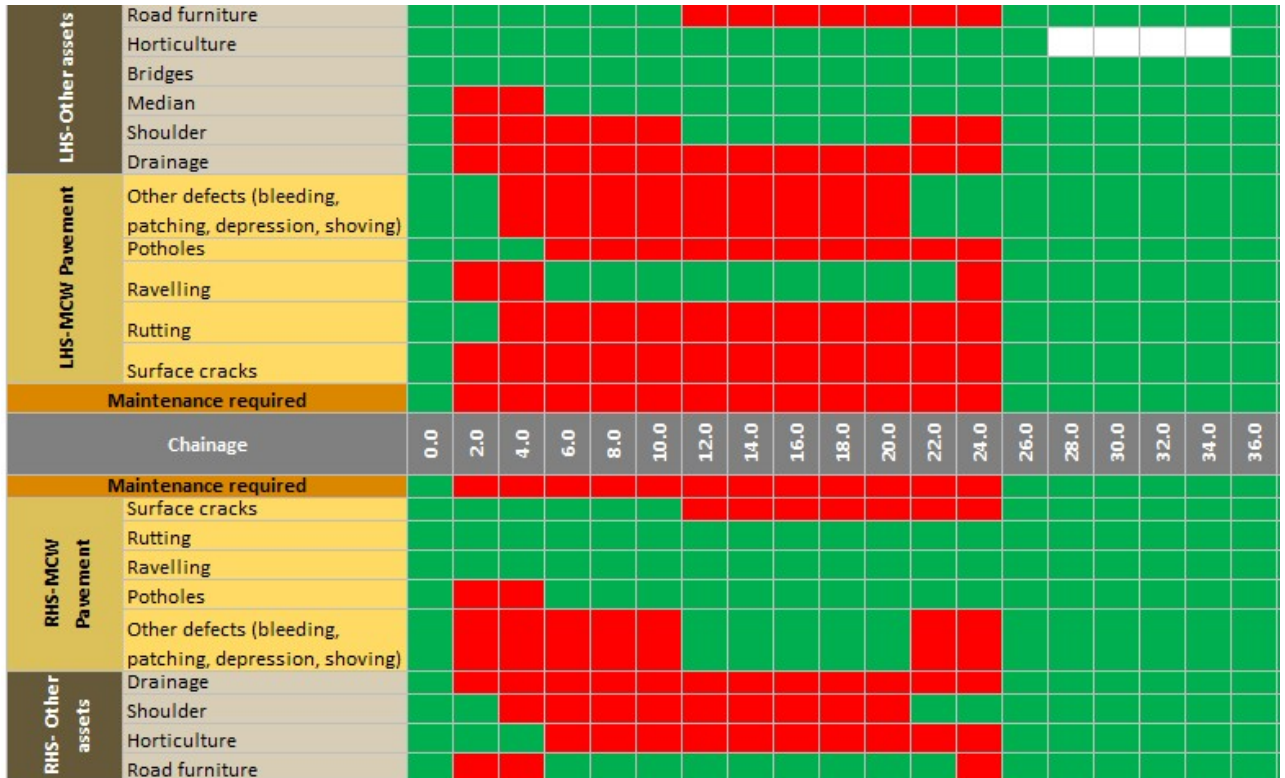 LHS-Other assets
Road furniture
Horticulture
Bridges
Median
Shoulder
Drainage
LHS-MCW Pavement
Other defects (bleeding,
patching, depression, shoving)
Potholes
Ravelling
Rutting
Surface cracks
Maintenance required
Chainage 0.0 2.0 4.0 6.0 8.0 10.0 12.0 14.0 16.0 18.0 20.0 22.0 24.0 26.0 28.0 30.0 32.0 34.0 36.0
Maintenance required
RHS-MCW
Pavement
Surface cracks
Rutting
Ravelling
Potholes
Other defects (bleeding,
patching, depression, shoving)
RHS- Other
assets
Drainage
Shoulder
Horticulture
Road furniture